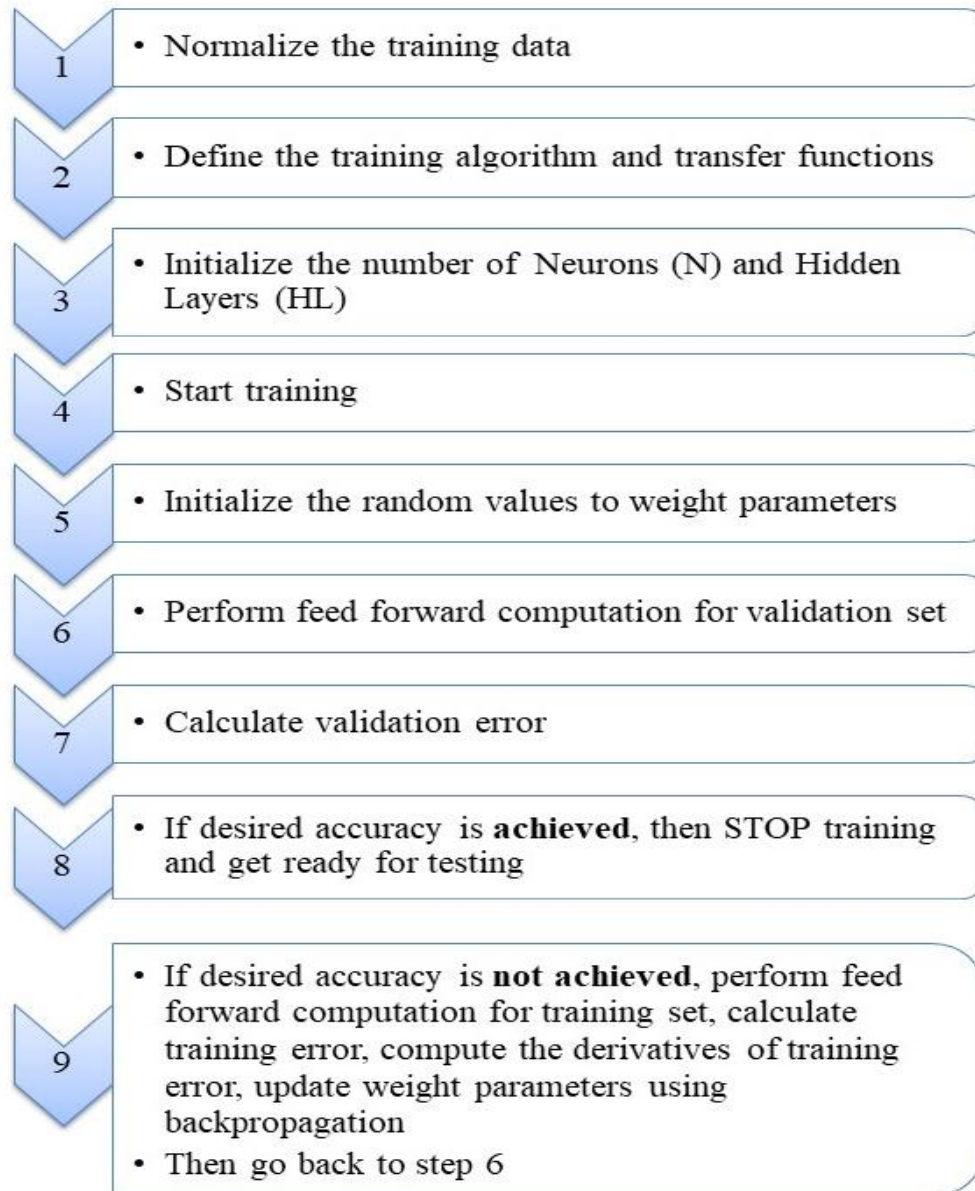 1
• Normalize the training data
2
• Define the training algorithm and transfer functions
3
• Initialize the number of Neurons (N) and Hidden
Layers (HL)
4
• Start training
5
• Initialize the random values to weight parameters
6
• Perform feed forward computation for validation set
7
• Calculate validation error
8
• If desired accuracy is achieved, then STOP training
and get ready for testing
9
• If desired accuracy is not achieved, perform feed
forward computation for training set, calculate
training error, compute the derivatives of training
error, update weight parameters using
backpropagation
• Then go back to step 6